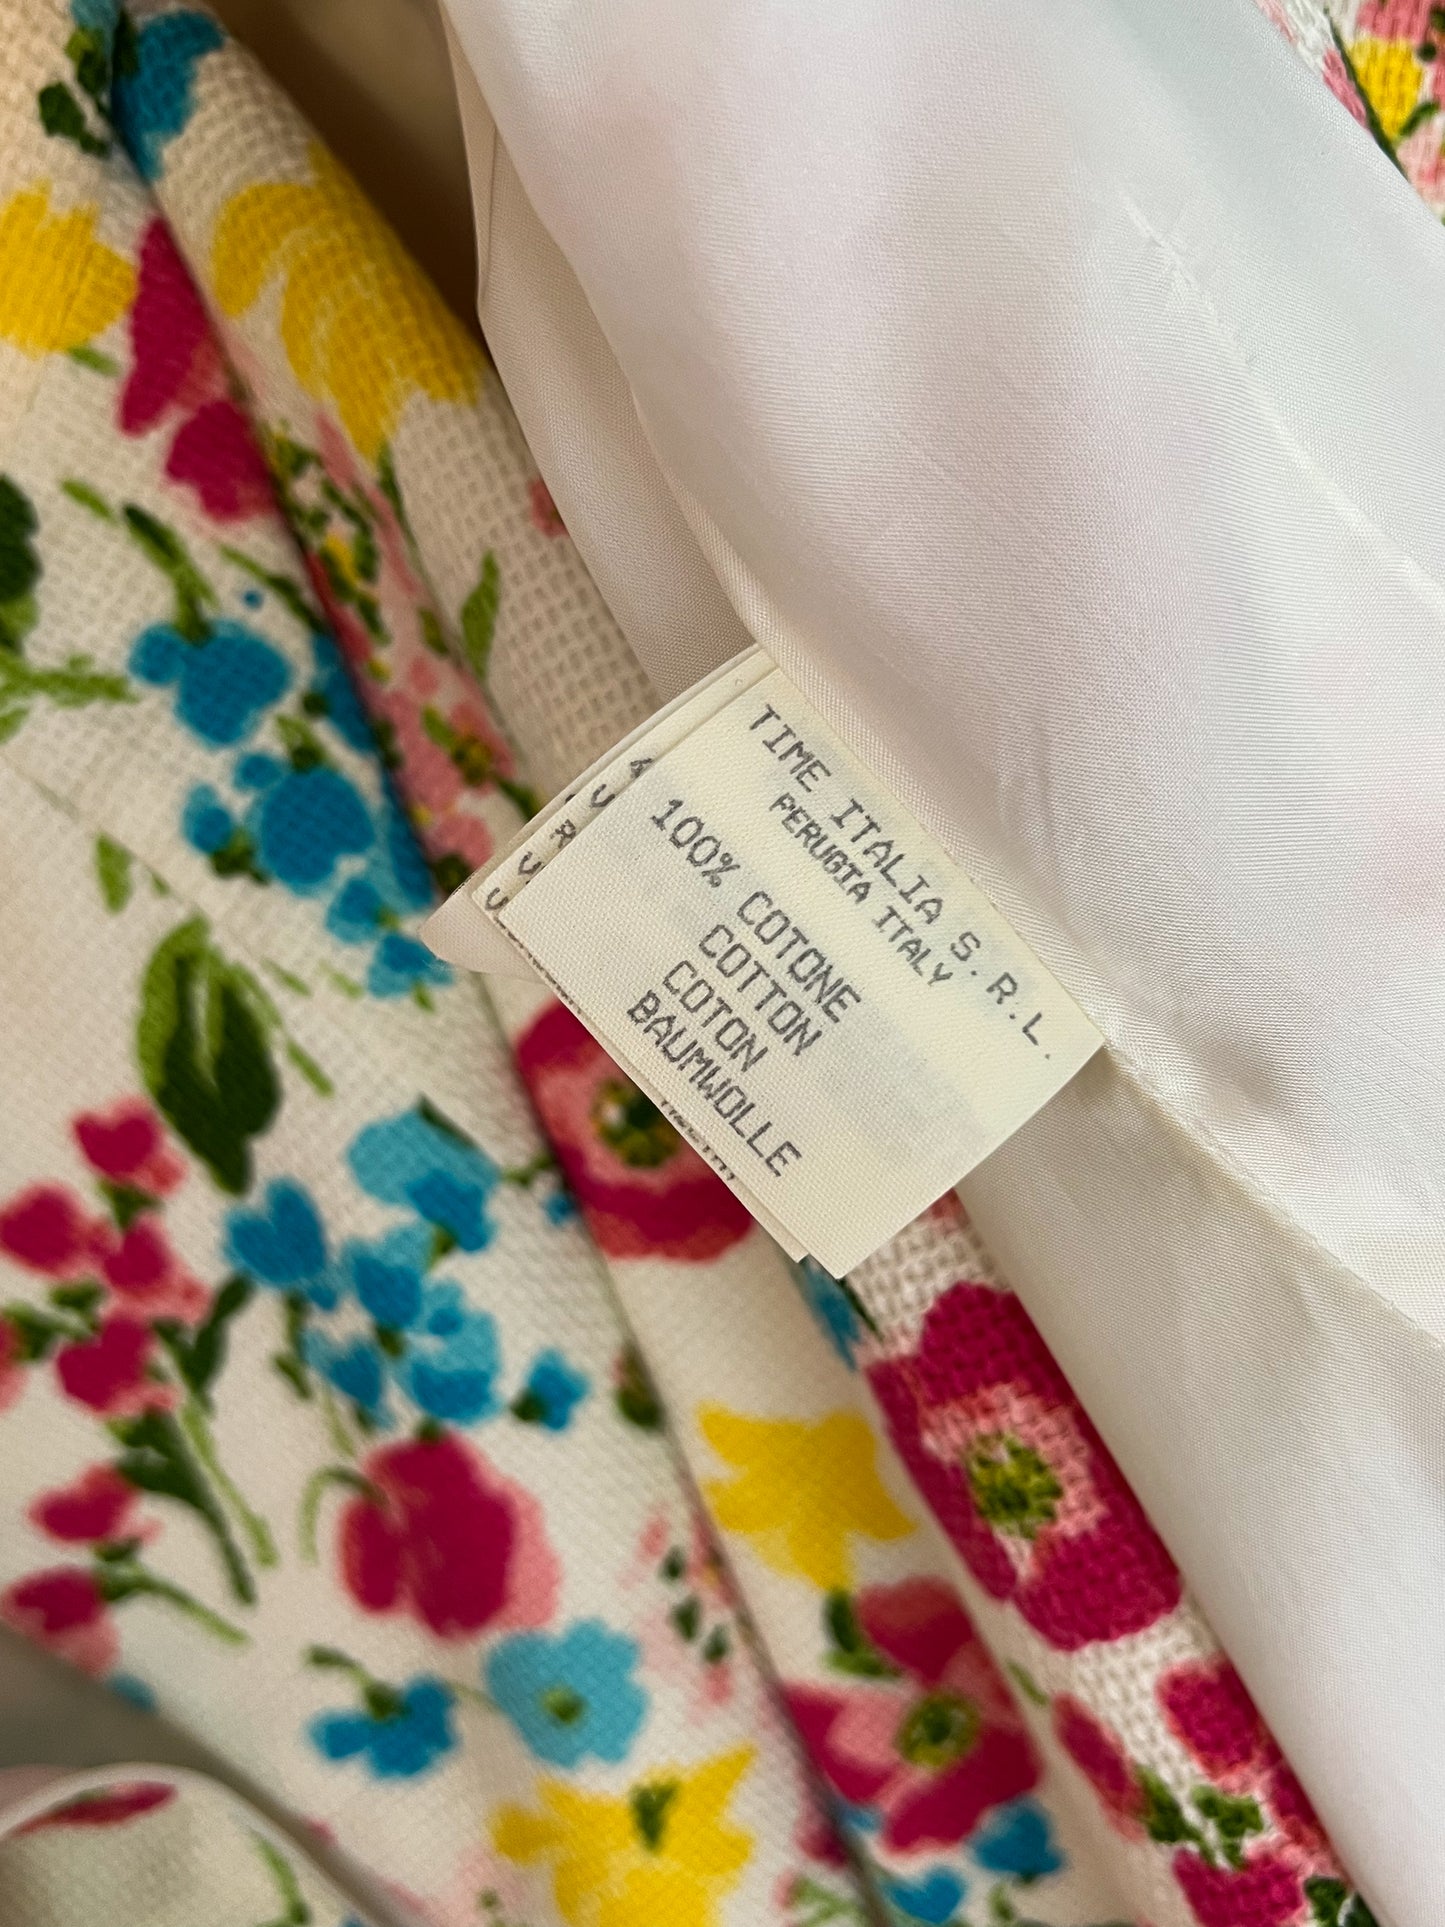 TIME ITALIA S.R.L.
PERUGIA ITALY
100% COTONE
COTTON
COTON
BAUMWOLLE